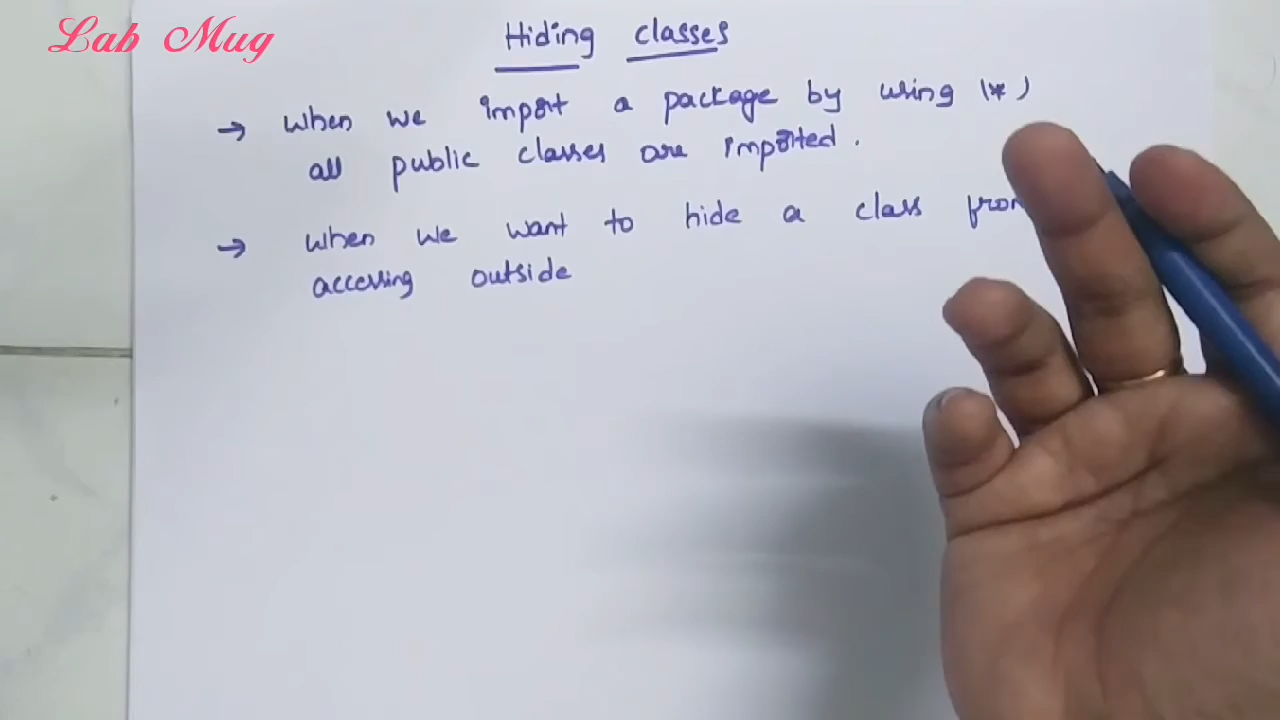 Lab Mug
Hiding classes
→ when we import a package by using (*)
all public classes are imported.
→ when we want to hide a class from
accessing outside